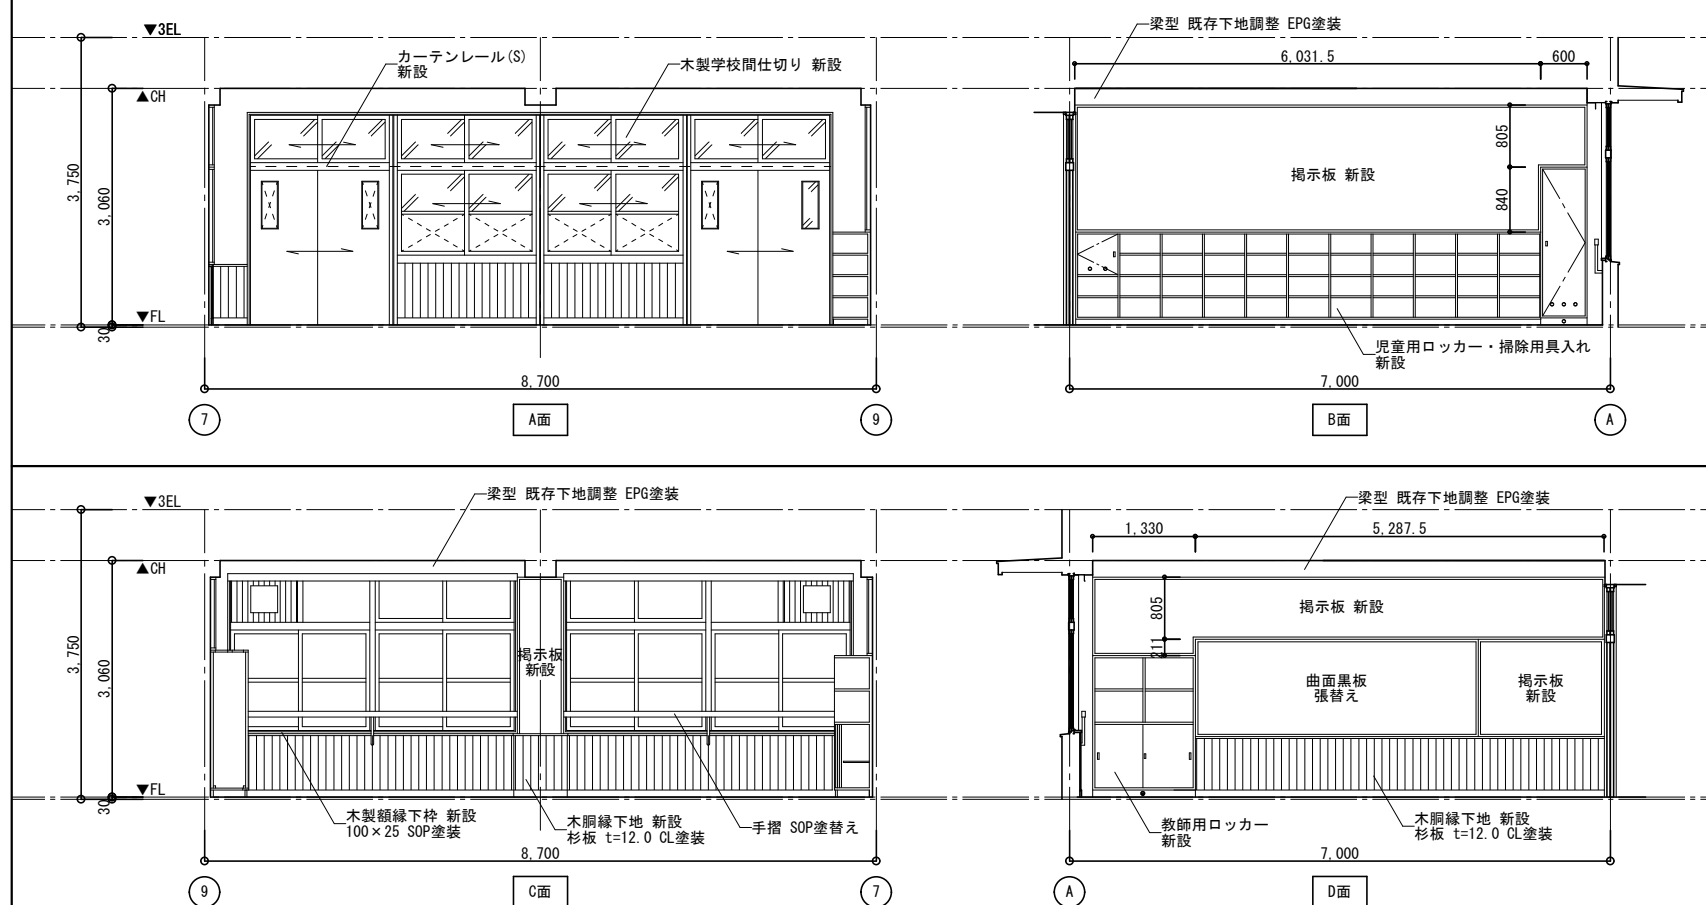 ▼3EL
カーテンレール(S)
新設
木製学校間仕切り 新設
▲CH
3,750
3,060
▼FL
30
8,700
7
A面
9
梁型 既存下地調整 EPG塗装
6,031.5
600
805
掲示板 新設
840
児童用ロッカー・掃除用具入れ
新設
7,000
B面
A
▼3EL
梁型 既存下地調整 EPG塗装
▲CH
3,750
3,060
掲示板
新設
▼FL
30
木製額縁下枠 新設
100×25 SOP塗装
木胴縁下地 新設
杉板 t=12.0 CL塗装
手摺 SOP塗替え
8,700
9
C面
7
梁型 既存下地調整 EPG塗装
1,330
5,287.5
805
掲示板 新設
211
曲面黒板
張替え
掲示板
新設
教師用ロッカー
新設
木胴縁下地 新設
杉板 t=12.0 CL塗装
7,000
A
D面